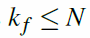 k_f ≤ N